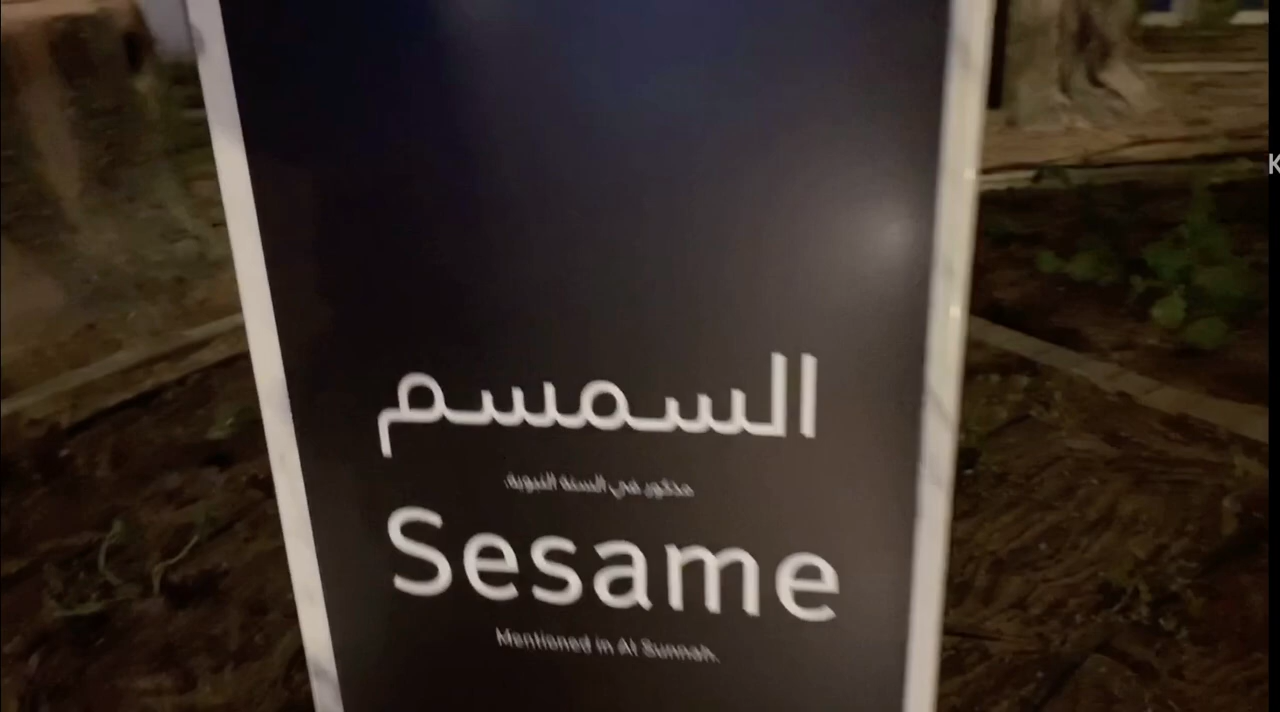 السمسم
مذكور في السنة النبوية.
Sesame
Mentioned in Al Sunnah.
K